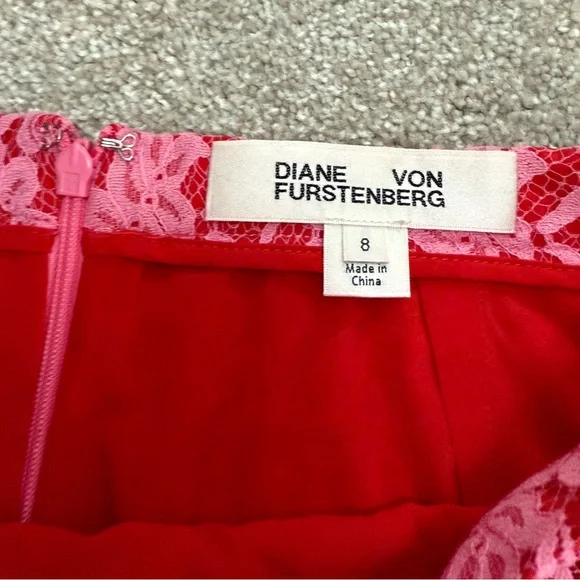 DIANE VON
FURSTENBERG
8
Made in
China